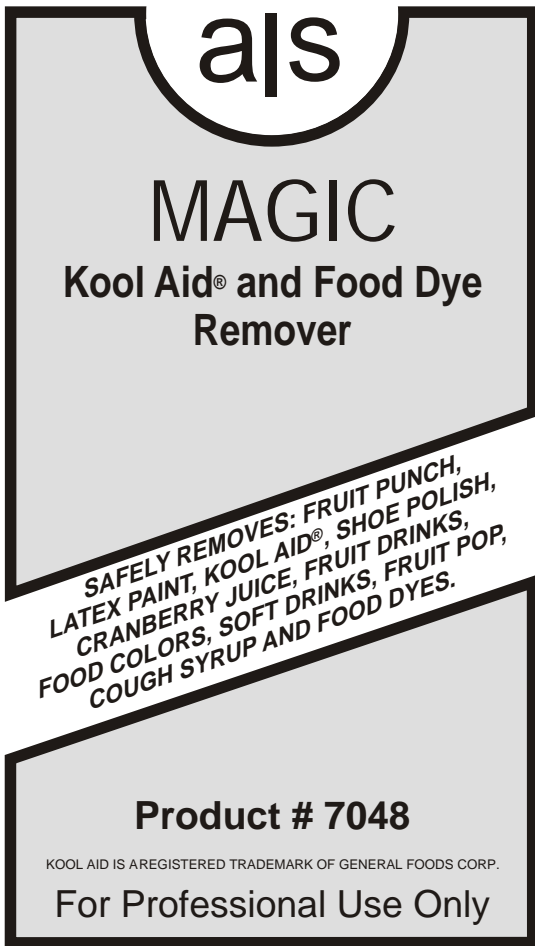 a|s
MAGIC
Kool Aid® and Food Dye
Remover
SAFELY REMOVES: FRUIT PUNCH,
LATEX PAINT, KOOL AID®, SHOE POLISH,
CRANBERRY JUICE, FRUIT DRINKS,
FOOD COLORS, SOFT DRINKS, FRUIT POP,
COUGH SYRUP AND FOOD DYES.
Product # 7048
KOOL AID IS AREGISTERED TRADEMARK OF GENERAL FOODS CORP.
For Professional Use Only